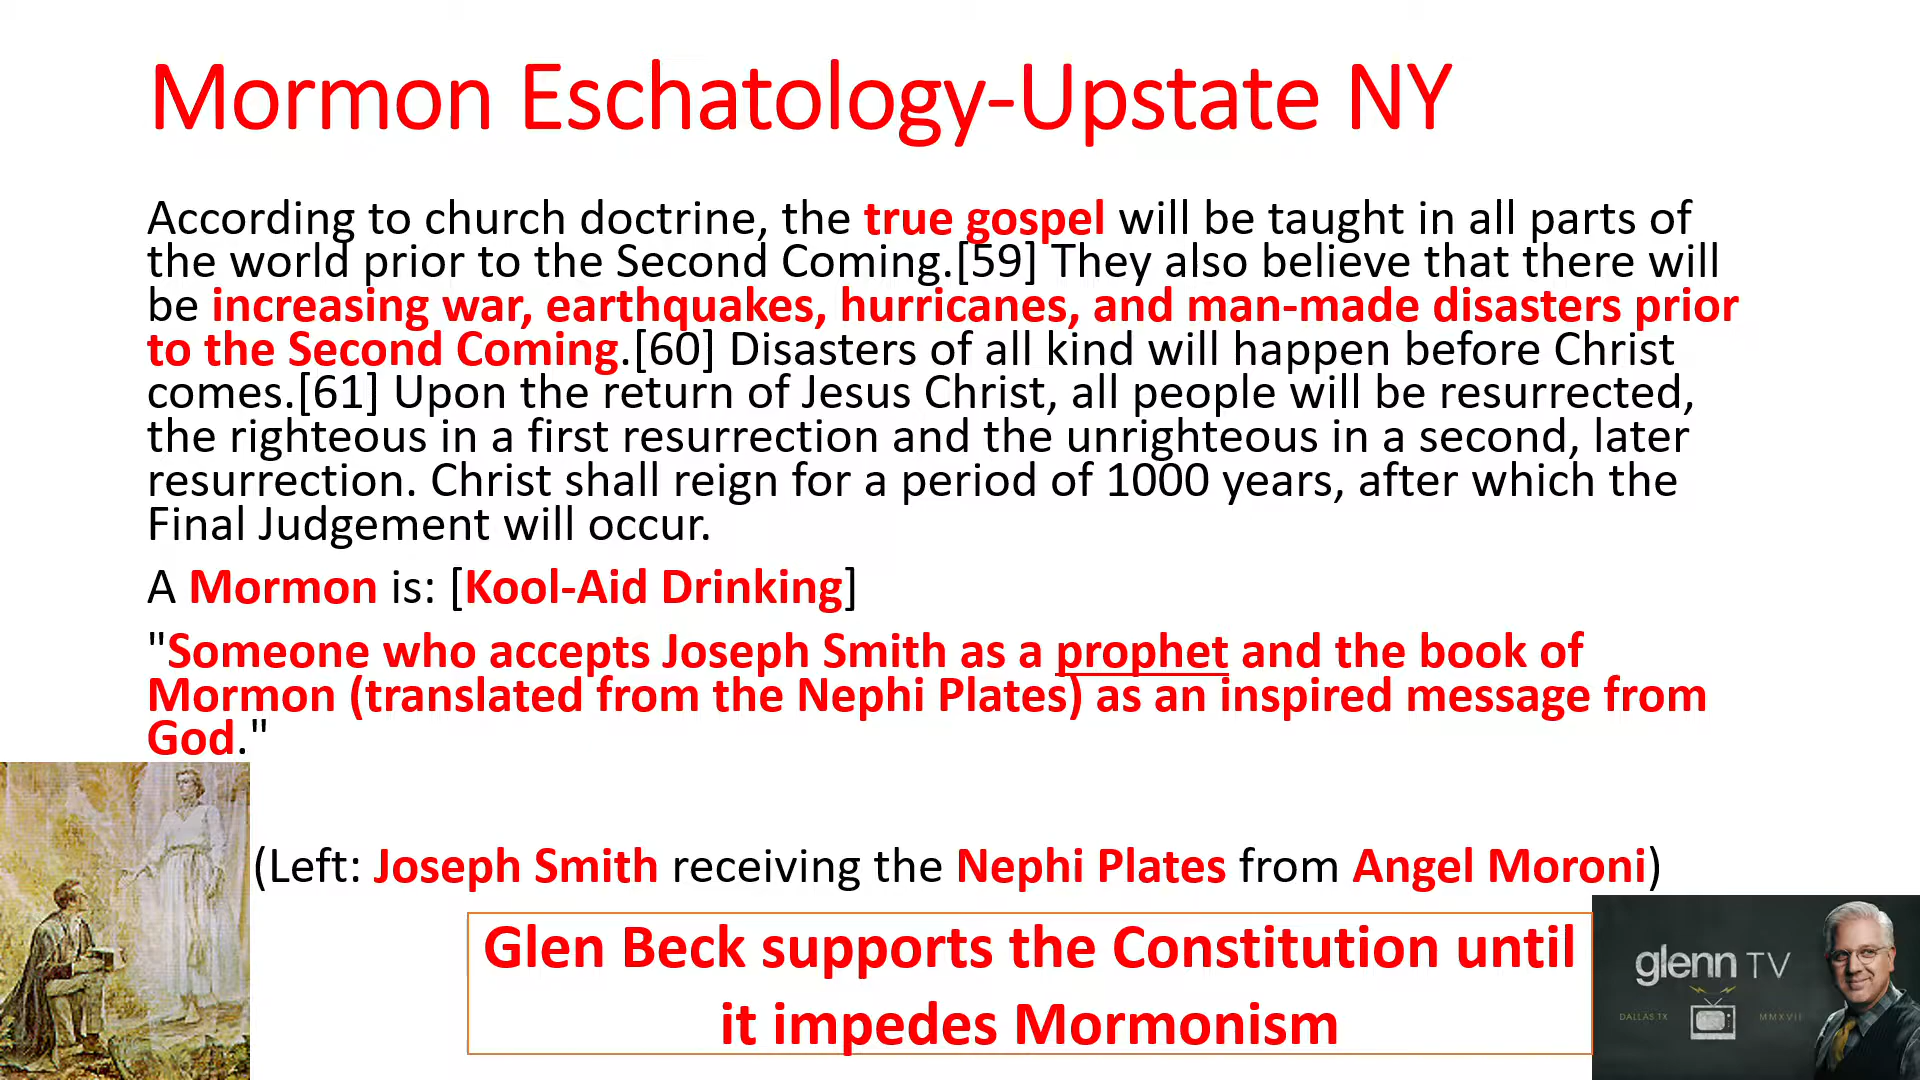 Mormon Eschatology-Upstate NY
According to church doctrine, the true gospel will be taught in all parts of
the world prior to the Second Coming.[59] They also believe that there will
be increasing war, earthquakes, hurricanes, and man-made disasters prior
to the Second Coming.[60] Disasters of all kind will happen before Christ
comes.[61] Upon the return of Jesus Christ, all people will be resurrected,
the righteous in a first resurrection and the unrighteous in a second, later
resurrection. Christ shall reign for a period of 1000 years, after which the
Final Judgement will occur.
A Mormon is: [Kool-Aid Drinking]
"Someone who accepts Joseph Smith as a prophet and the book of
Mormon (translated from the Nephi Plates) as an inspired message from
God."
(Left: Joseph Smith receiving the Nephi Plates from Angel Moroni)
Glen Beck supports the Constitution until
it impedes Mormonism
glenn TV
DALLAS TX MMXVII